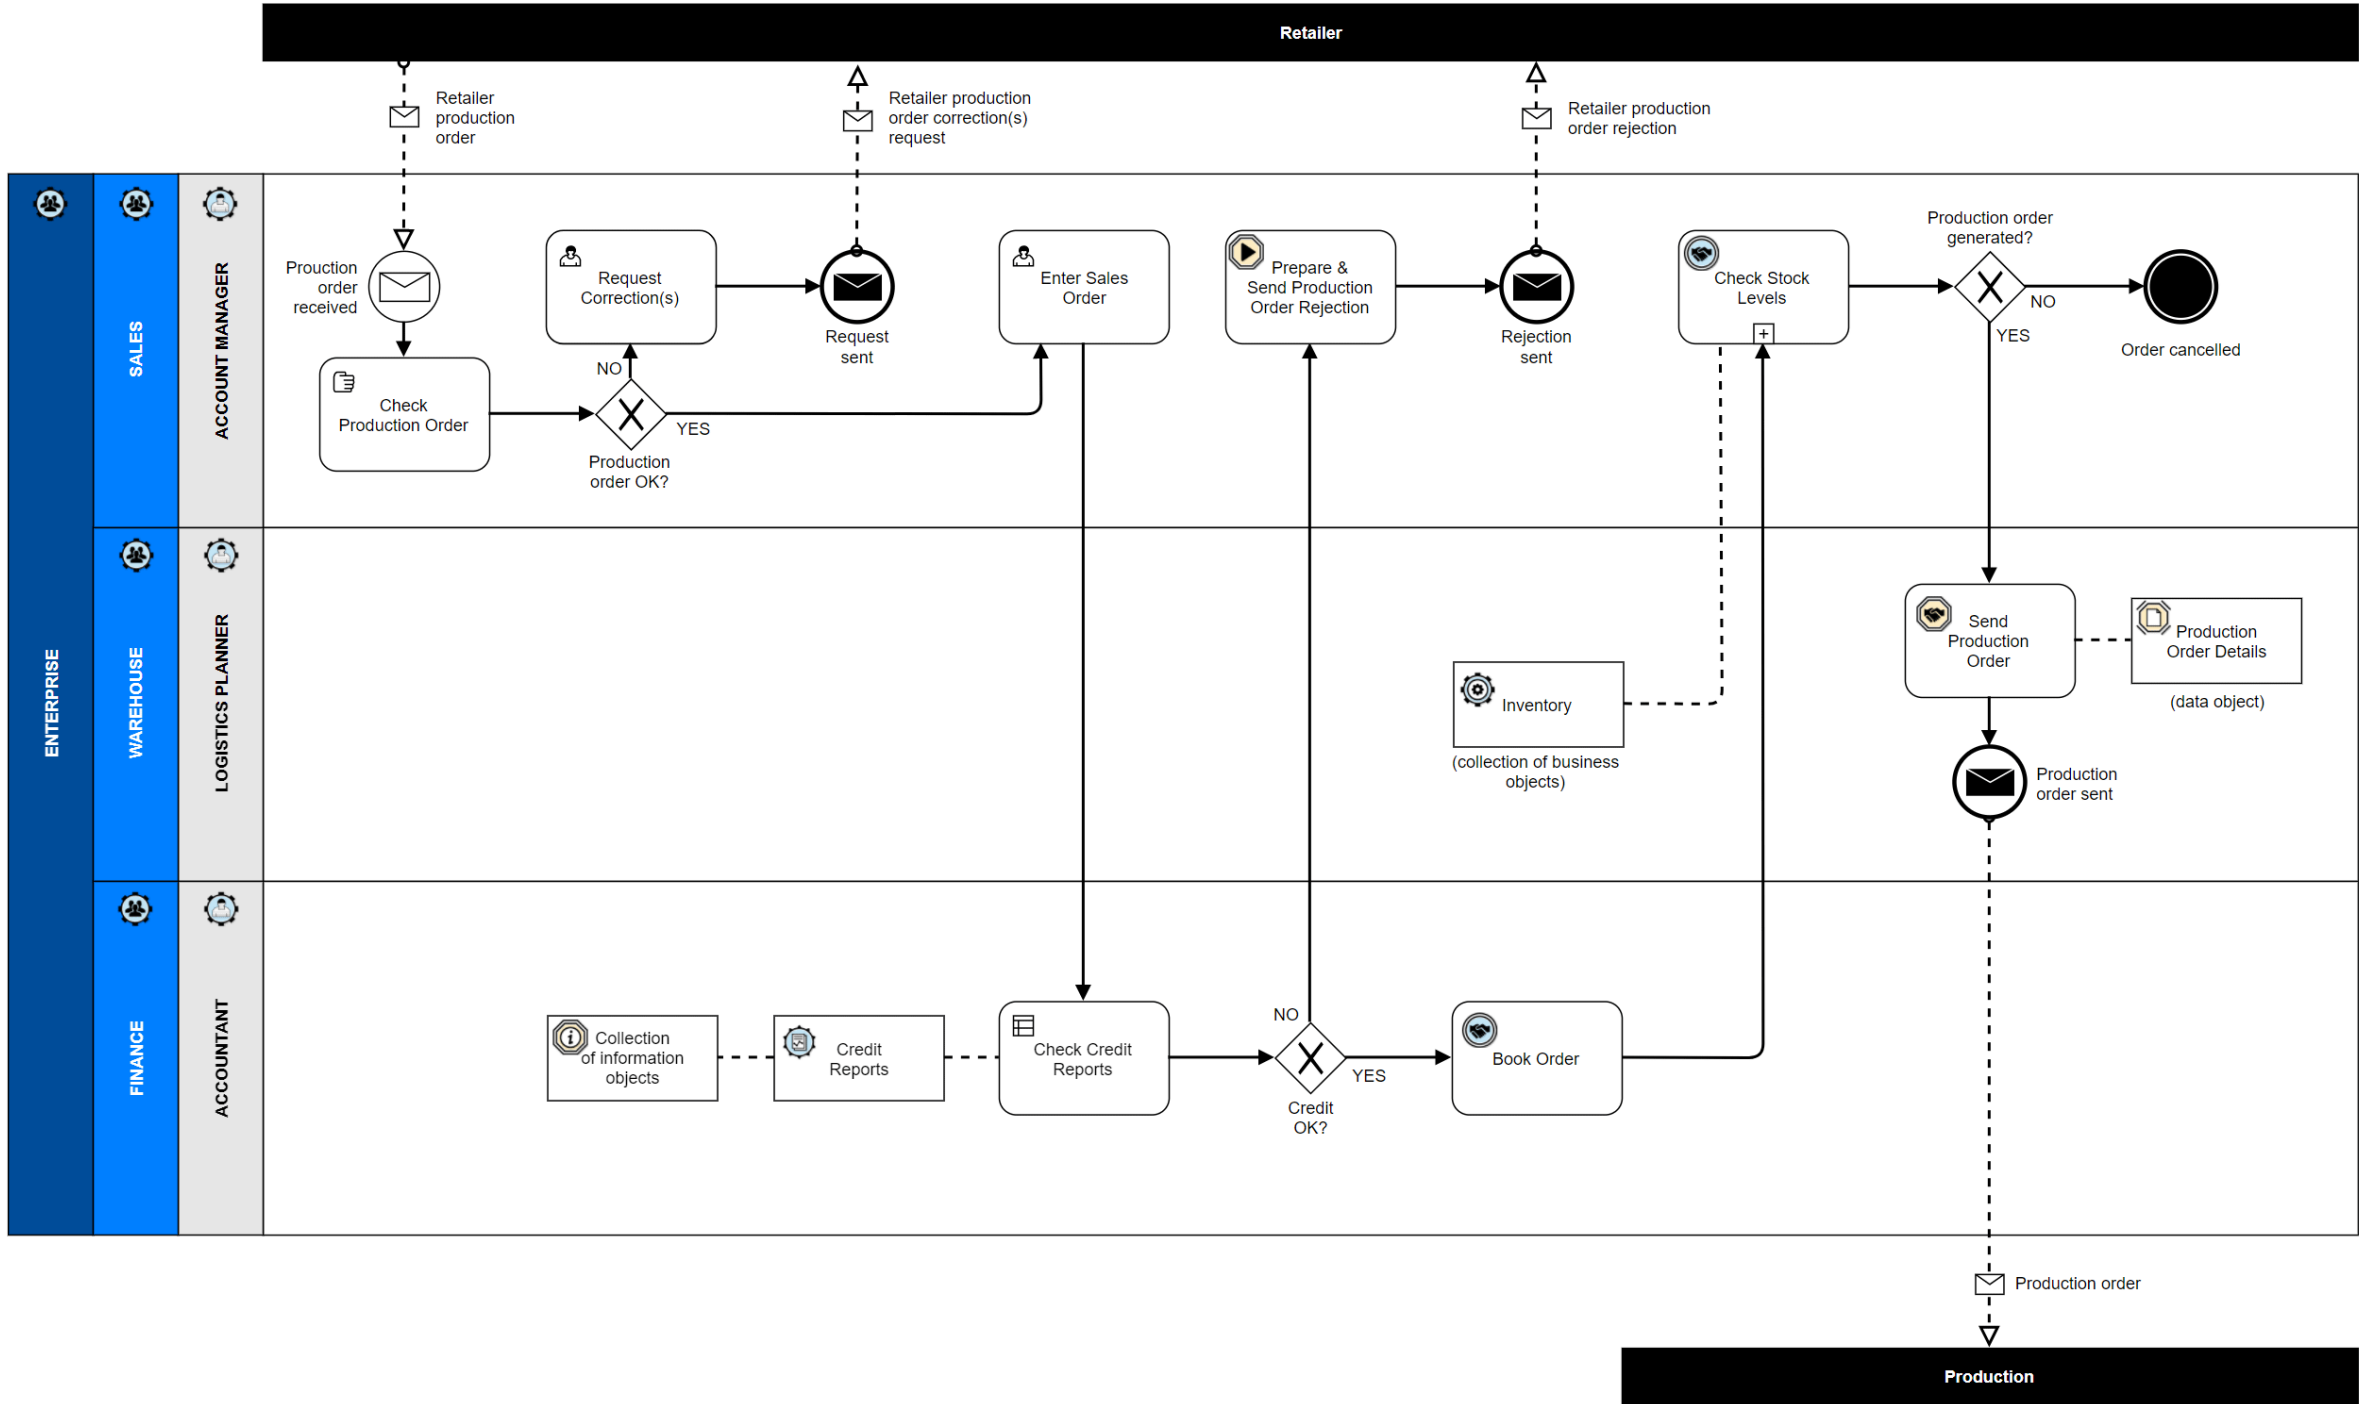 Retailer
Retailer
production
order
Retailer production
order correction(s)
request
Retailer production
order rejection
ENTERPRISE
SALES
ACCOUNT MANAGER
Prouction
order
received
Check
Production Order
Request
Correction(s)
NO
YES
Production
order OK?
Request
sent
Enter Sales
Order
Prepare &
Send Production
Order Rejection
Rejection
sent
Check Stock
Levels
Production order
generated?
NO
YES
Order cancelled
WAREHOUSE
LOGISTICS PLANNER
Inventory
(collection of business
objects)
Send
Production
Order
Production
Order Details
(data object)
Production
order sent
FINANCE
ACCOUNTANT
Collection
of information
objects
Credit
Reports
Check Credit
Reports
NO
YES
Credit
OK?
Book Order
Production order
Production